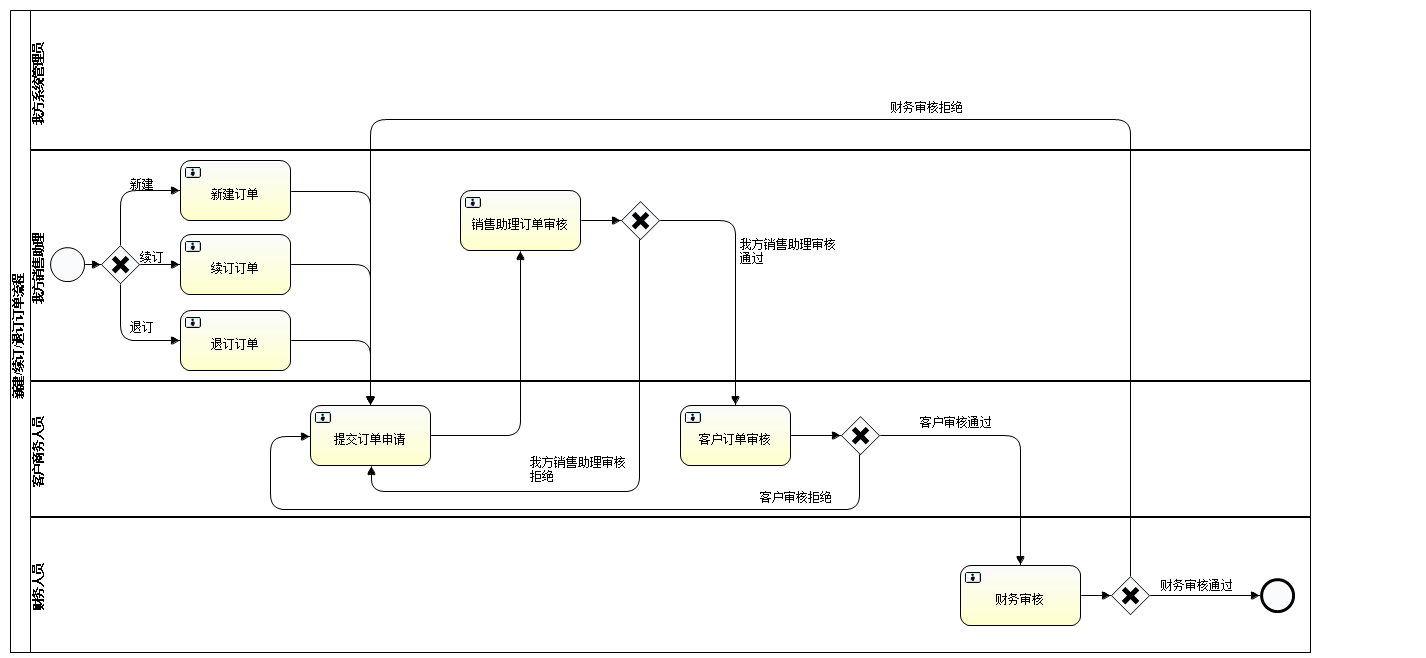 新建/续订/退订订单流程
我方系统管理员
财务审核拒绝
我方销售助理
新建
新建订单
续订
续订订单
退订
退订订单
销售助理订单审核
我方销售助理审核
通过
客户商务人员
提交订单申请
我方销售助理审核
拒绝
客户订单审核
客户审核通过
客户审核拒绝
财务人员
财务审核
财务审核通过